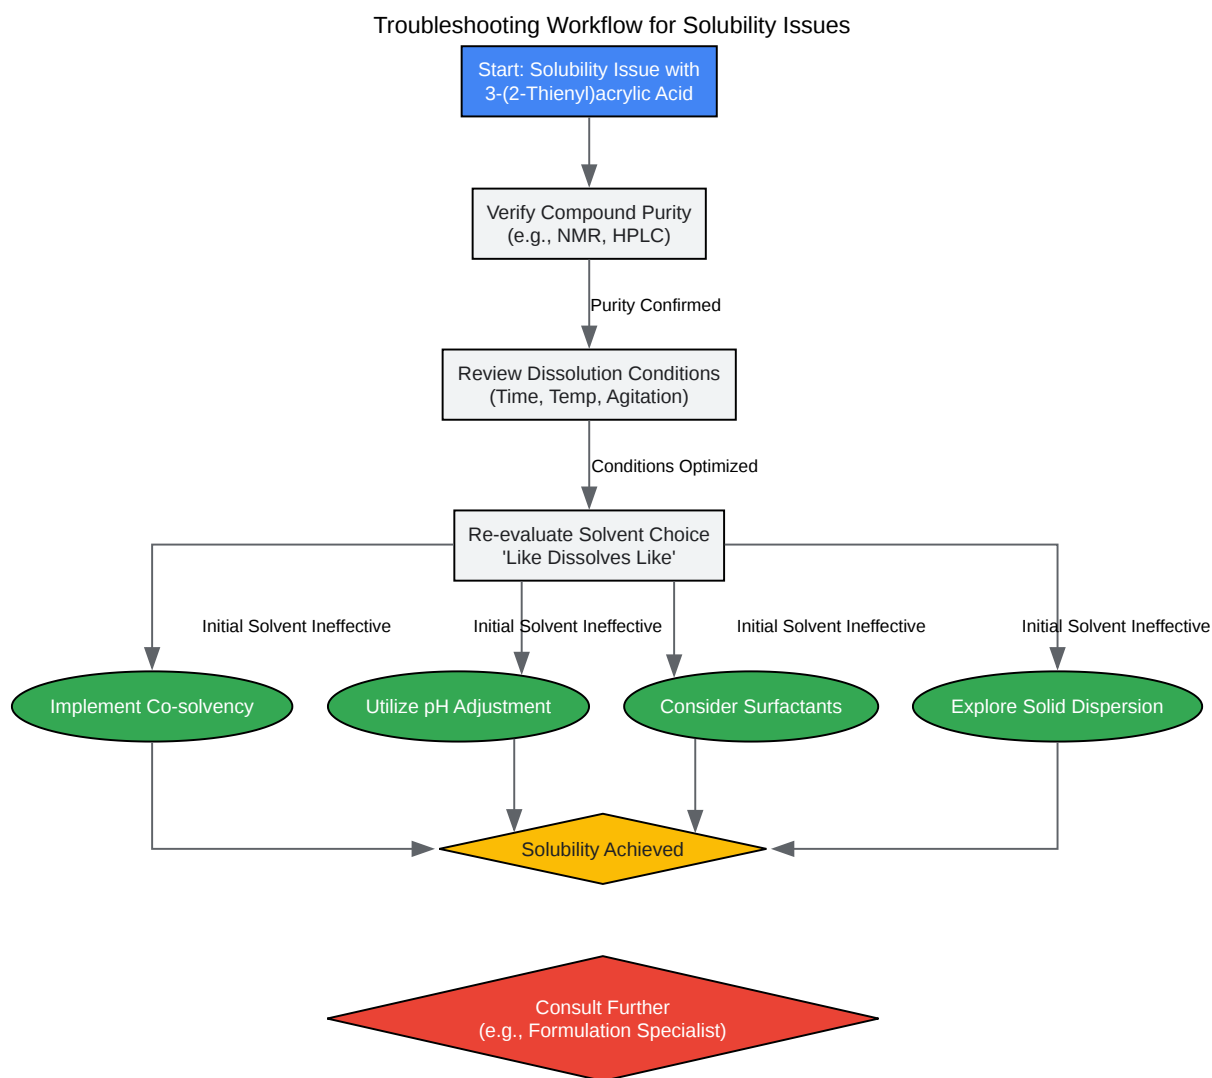 Troubleshooting Workflow for Solubility Issues
Start: Solubility Issue with
3-(2-Thienyl)acrylic Acid
Verify Compound Purity
(e.g., NMR, HPLC)
Purity Confirmed
Review Dissolution Conditions
(Time, Temp, Agitation)
Conditions Optimized
Re-evaluate Solvent Choice
'Like Dissolves Like'
Initial Solvent Ineffective
Initial Solvent Ineffective
Initial Solvent Ineffective
Initial Solvent Ineffective
Implement Co-solvency
Utilize pH Adjustment
Consider Surfactants
Explore Solid Dispersion
Solubility Achieved
Consult Further
(e.g., Formulation Specialist)